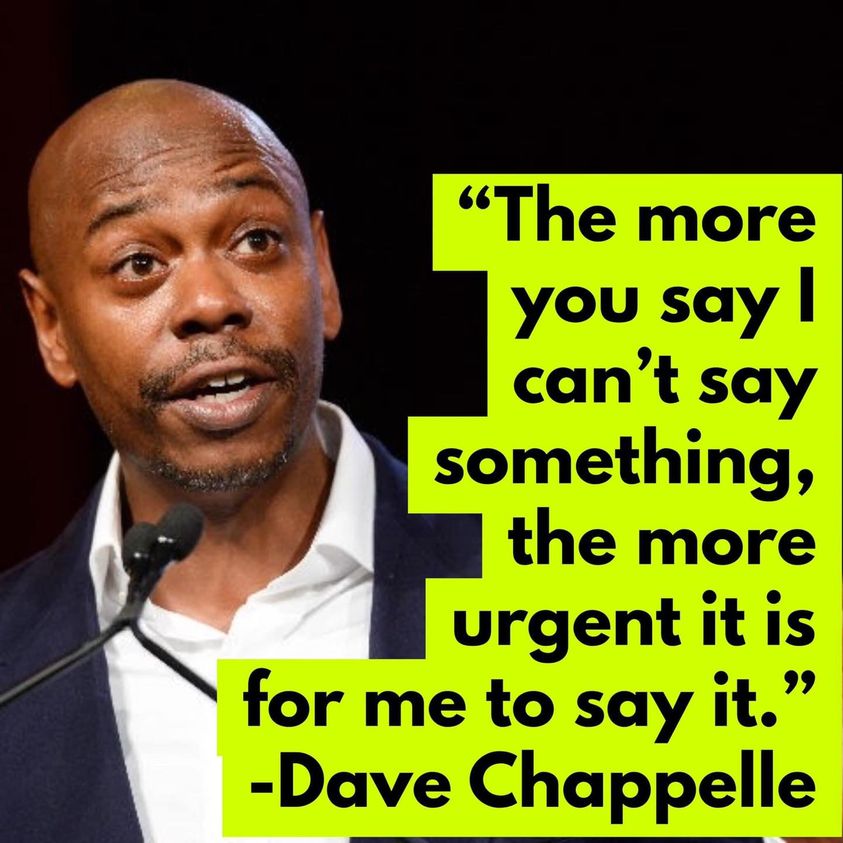 “The more
you say I
can’t say
something,
the more
urgent it is
for me to say it.”
-Dave Chappelle